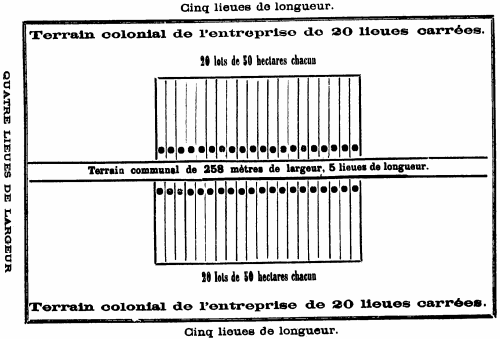 Cinq lieues de longueur.
Terrain colonial de l'entreprise de 20 lieues carrées.
20 lots de 50 hectares chacun
QUATRE LIEUES DE LARGEUR
Terrain communal de 258 mètres de largeur, 5 lieues de longueur.
20 lots de 50 hectares chacun
Terrain colonial de l'entreprise de 20 lieues carrées.
Cinq lieues de longueur.